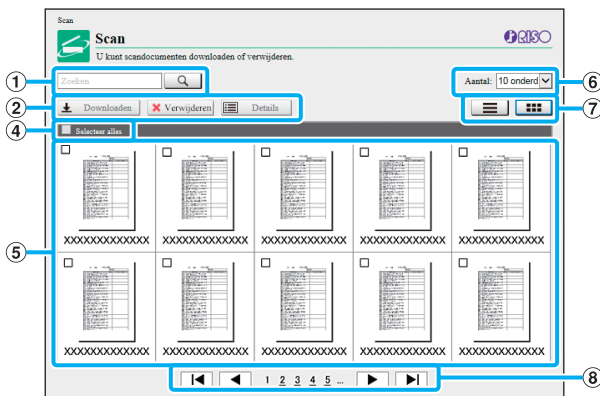 Scan
Scan
RISO
U kunt scandocumenten downloaden of verwijderen.
1
Zoeken
Aantal: 10 onderd
6
2
Downloaden
Verwijderen
Details
7
4
Selecteer alles
5
XXXXXXXXXXXXX XXXXXXXXXXXXX XXXXXXXXXXXXX XXXXXXXXXXXXX XXXXXXXXXXXXX
XXXXXXXXXXXXX XXXXXXXXXXXXX XXXXXXXXXXXXX XXXXXXXXXXXXX XXXXXXXXXXXXX
1 2 3 4 5 ...
8